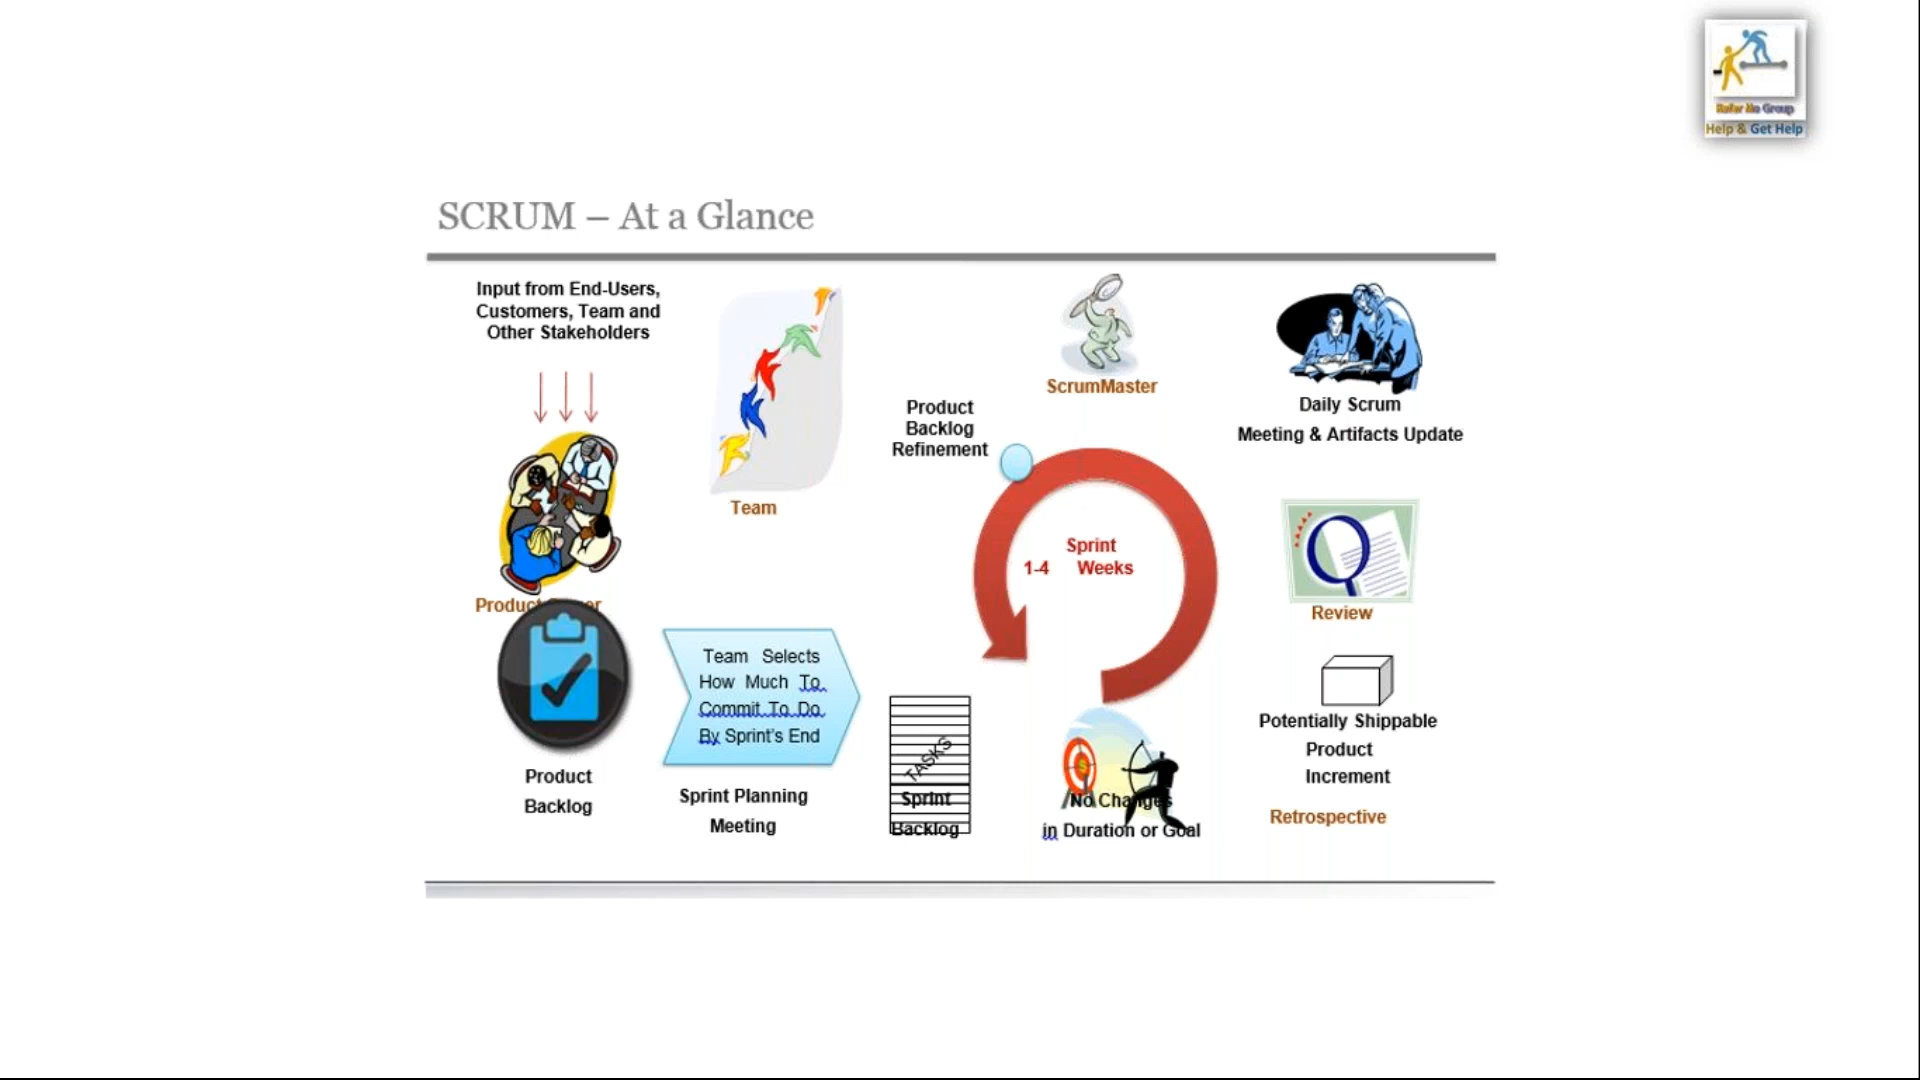 Refer Me Group
Help & Get Help
SCRUM – At a Glance
Input from End-Users,
Customers, Team and
Other Stakeholders
Team
Product
Backlog
Refinement
ScrumMaster
Daily Scrum
Meeting & Artifacts Update
Sprint
1-4 Weeks
Review
Product
Team Selects
How Much To
Commit To Do
By Sprint's End
Product
Backlog
Sprint Planning
Meeting
TASKS
Sprint
Backlog
No Changes
in Duration or Goal
Potentially Shippable
Product
Increment
Retrospective